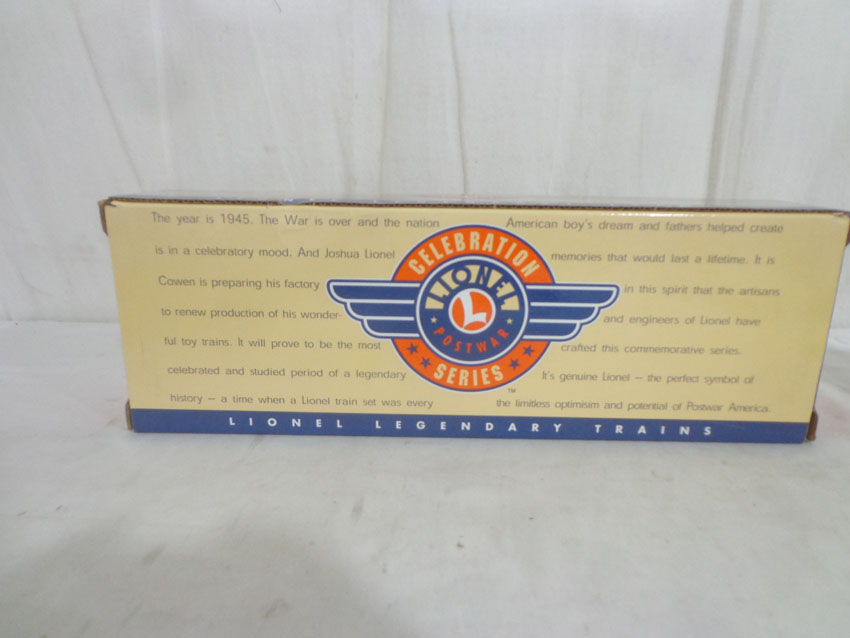 The year is 1945. The War is over and the nation
is in a celebratory mood. And Joshua Lionel
Cowen is preparing his factory
to renew production of his wonder-
ful toy trains. It will prove to be the most
celebrated and studied period of a legendary
history — a time when a Lionel train set was every
CELEBRATION
LIONEL
L
POSTWAR
SERIES
™
American boy's dream and fathers helped create
memories that would last a lifetime. It is
in this spirit that the artisans
and engineers of Lionel have
crafted this commemorative series.
It's genuine Lionel — the perfect symbol of
the limitless optimisim and potential of Postwar America.
LIONEL LEGENDARY TRAINS